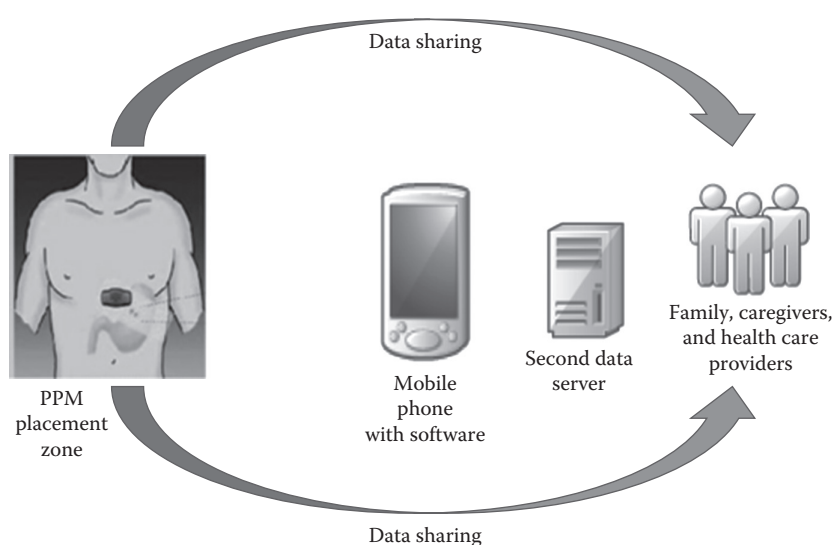 Data sharing
PPM
placement
zone
Mobile
phone
with software
Second data
server
Family, caregivers,
and health care
providers
Data sharing